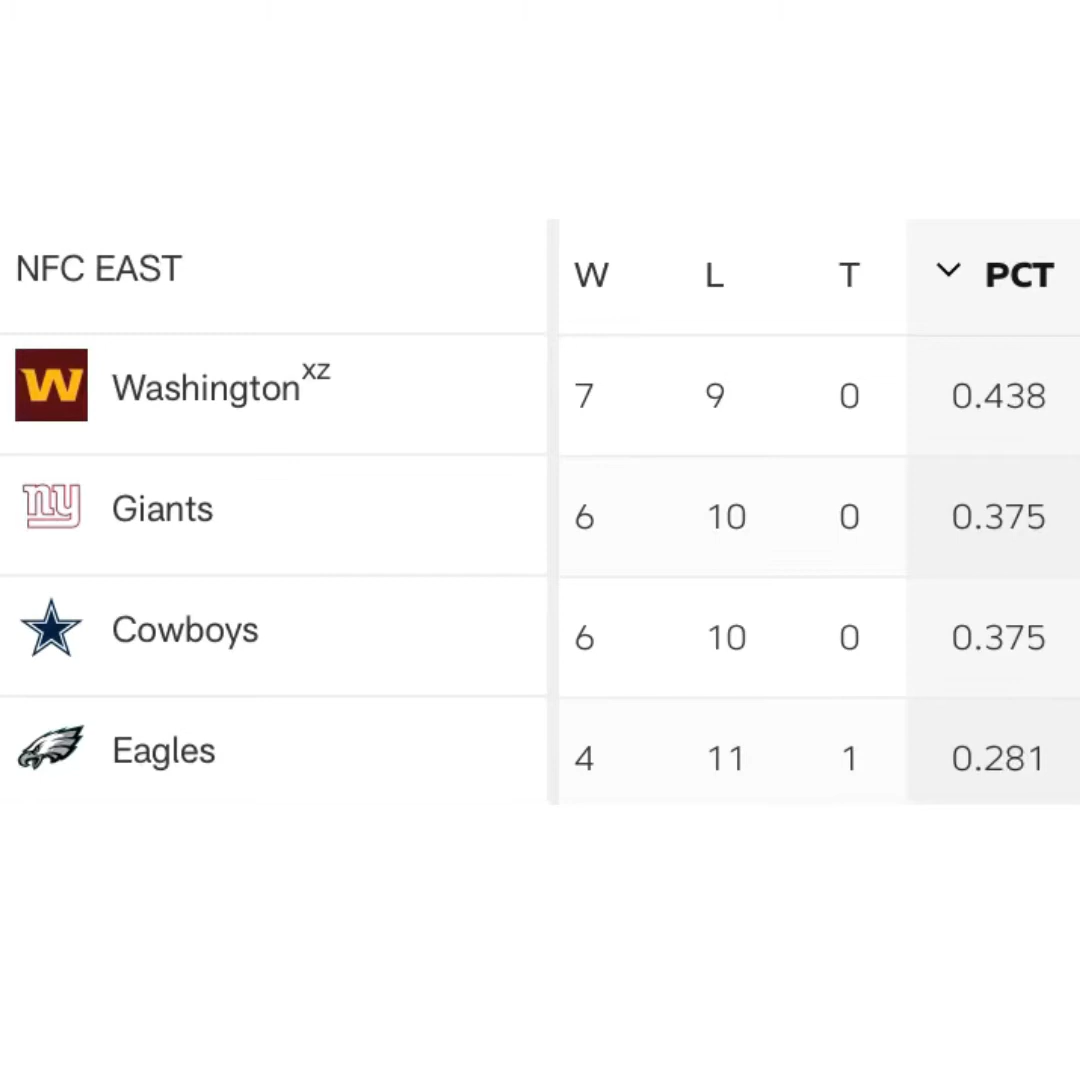 NFC EAST W L T PCT
W Washington XZ 7 9 0 0.438
ny Giants 6 10 0 0.375
Cowboys 6 10 0 0.375
Eagles 4 11 1 0.281